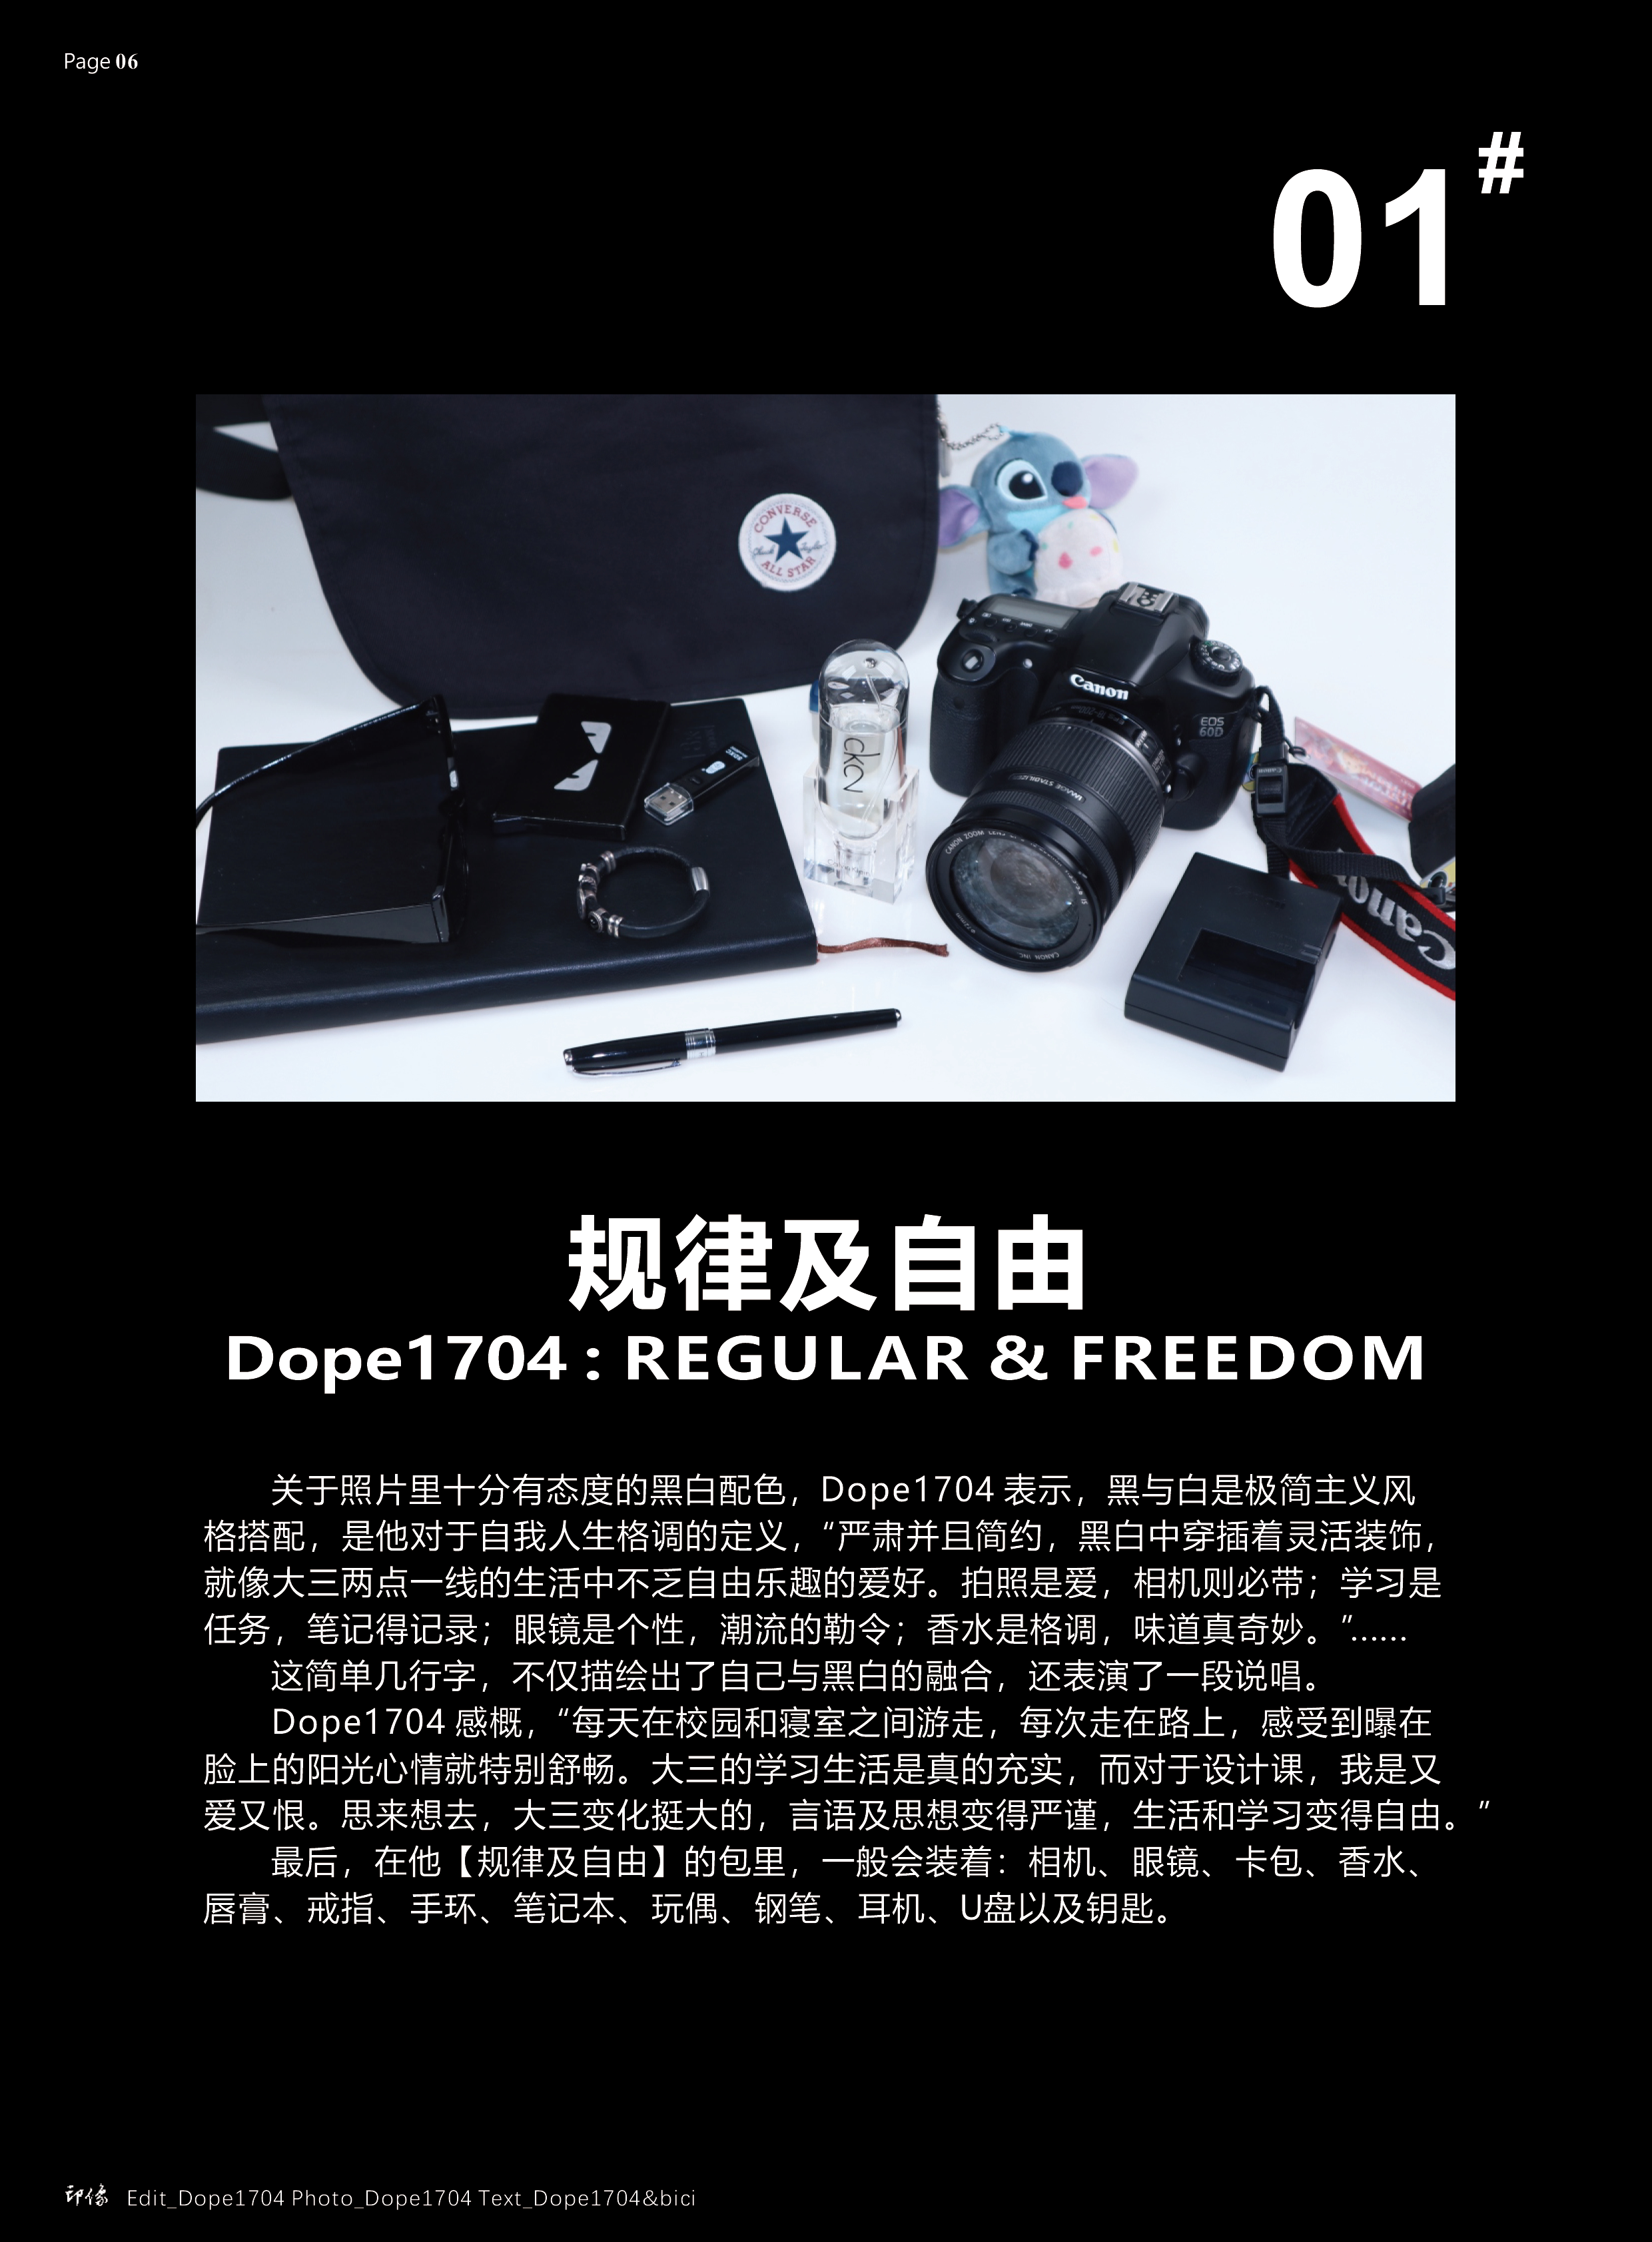 Page 06
01#
CONVERSE
ALL STAR
Canon
EOS
60D
IMAGE STABILIZER
CANON ZOOM LENS
CANON INC.
Canon
ck2
规律及自由
Dope1704 : REGULAR & FREEDOM
关于照片里十分有态度的黑白配色，Dope1704 表示，黑与白是极简主义风
格搭配，是他对于自我人生格调的定义，“严肃并且简约，黑白中穿插着灵活装饰，
就像大三两点一线的生活中不乏自由乐趣的爱好。拍照是爱，相机则必带；学习是
任务，笔记得记录；眼镜是个性，潮流的勒令；香水是格调，味道真奇妙。”......
这简单几行字，不仅描绘出了自己与黑白的融合，还表演了一段说唱。
Dope1704 感概，“每天在校园和寝室之间游走，每次走在路上，感受到曝在
脸上的阳光心情就特别舒畅。大三的学习生活是真的充实，而对于设计课，我是又
爱又恨。思来想去，大三变化挺大的，言语及思想变得严谨，生活和学习变得自由。”
最后，在他【规律及自由】的包里，一般会装着：相机、眼镜、卡包、香水、
唇膏、戒指、手环、笔记本、玩偶、钢笔、耳机、U盘以及钥匙。
印像 Edit_Dope1704 Photo_Dope1704 Text_Dope1704&bici